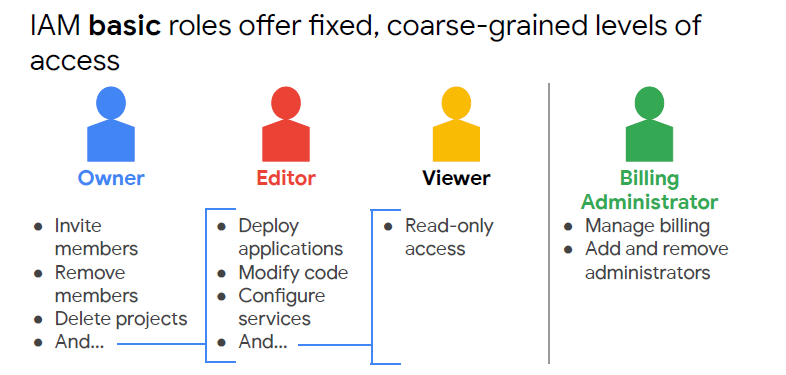 IAM basic roles offer fixed, coarse-grained levels of
access
Owner
● Invite
members
● Remove
members
● Delete projects
● And...
Editor
● Deploy
applications
● Modify code
● Configure
services
● And...
Viewer
● Read-only
access
Billing
Administrator
● Manage billing
● Add and remove
administrators